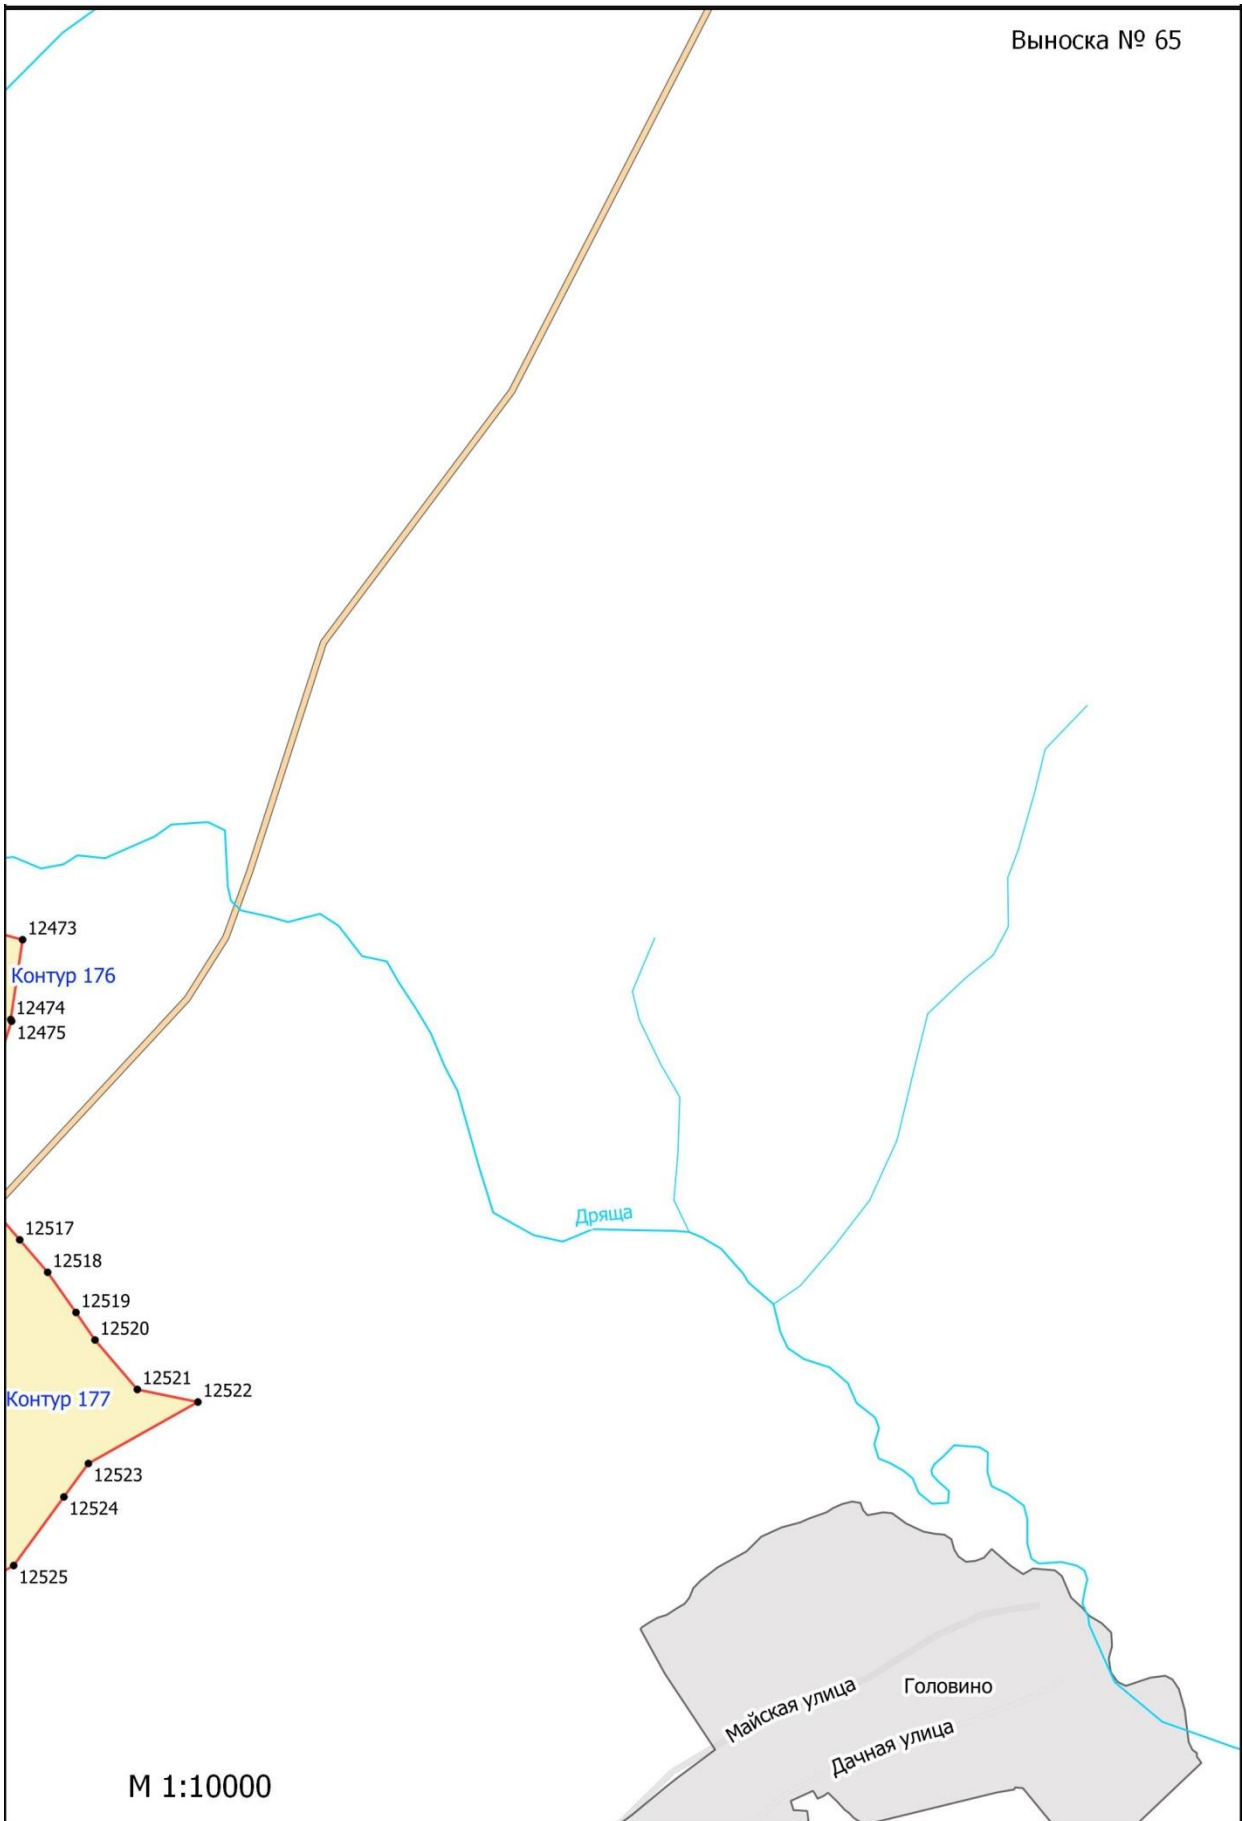 Выноска № 65
12473
Контур 176
12474
12475
Дряща
12517
12518
12519
12520
12521
12522
Контур 177
12523
12524
12525
Майская улица
Головино
Дачная улица
М 1:10000